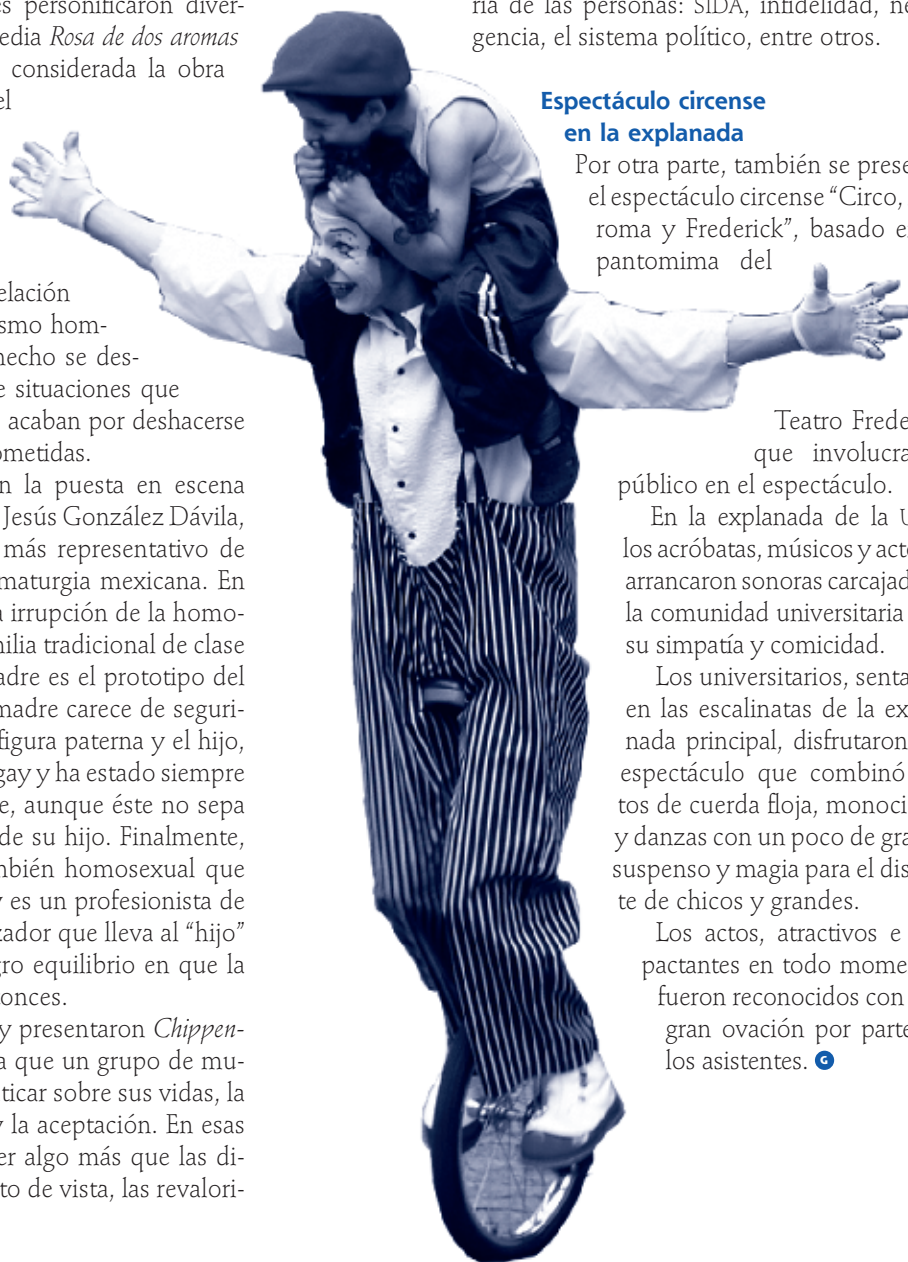 es personificaron diver-
edia Rosa de dos aromas
considerada la obra
el
elación
smo hom-
hecho se des-
e situaciones que
acaban por deshacerse
ometidas.
n la puesta en escena
Jesús González Dávila,
más representativo de
maturgia mexicana. En
a irrupción de la homo-
milia tradicional de clase
adre es el prototipo del
madre carece de seguri-
figura paterna y el hijo,
gay y ha estado siempre
e, aunque éste no sepa
de su hijo. Finalmente,
mbién homosexual que
y es un profesionista de
zador que lleva al “hijo”
gro equilibrio en que la
tonces.
y presentaron Chippen-
a que un grupo de mu-
ticar sobre sus vidas, la
y la aceptación. En esas
er algo más que las di-
to de vista, las revalori-
ria de las personas: SIDA, infidelidad, ne
gencia, el sistema político, entre otros.
Espectáculo circense
en la explanada
Por otra parte, también se prese
el espectáculo circense “Circo,
roma y Frederick”, basado e
pantomima del
Teatro Frede
que involucra
público en el espectáculo.
En la explanada de la U
los acróbatas, músicos y acto
arrancaron sonoras carcajad
la comunidad universitaria
su simpatía y comicidad.
Los universitarios, senta
en las escalinatas de la ex
nada principal, disfrutaron
espectáculo que combinó
tos de cuerda floja, monoci
y danzas con un poco de gra
suspenso y magia para el dis
te de chicos y grandes.
Los actos, atractivos e
pactantes en todo mome
fueron reconocidos con
gran ovación por parte
los asistentes. G